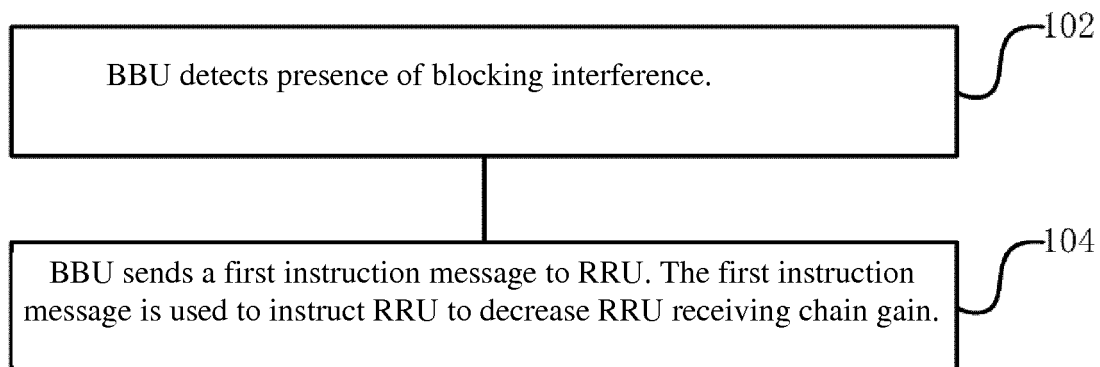 102
BBU detects presence of blocking interference.
104
BBU sends a first instruction message to RRU. The first instruction
message is used to instruct RRU to decrease RRU receiving chain gain.